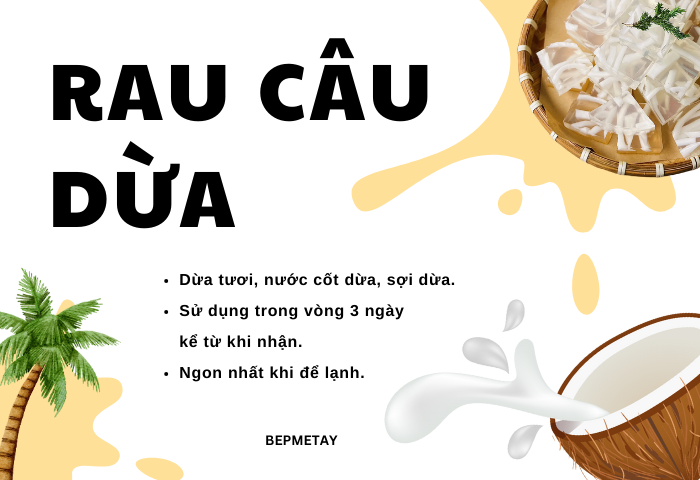 RAU CÂU
DỪA
• Dừa tươi, nước cốt dừa, sợi dừa.
• Sử dụng trong vòng 3 ngày
kể từ khi nhận.
• Ngon nhất khi để lạnh.
BEPMETAY